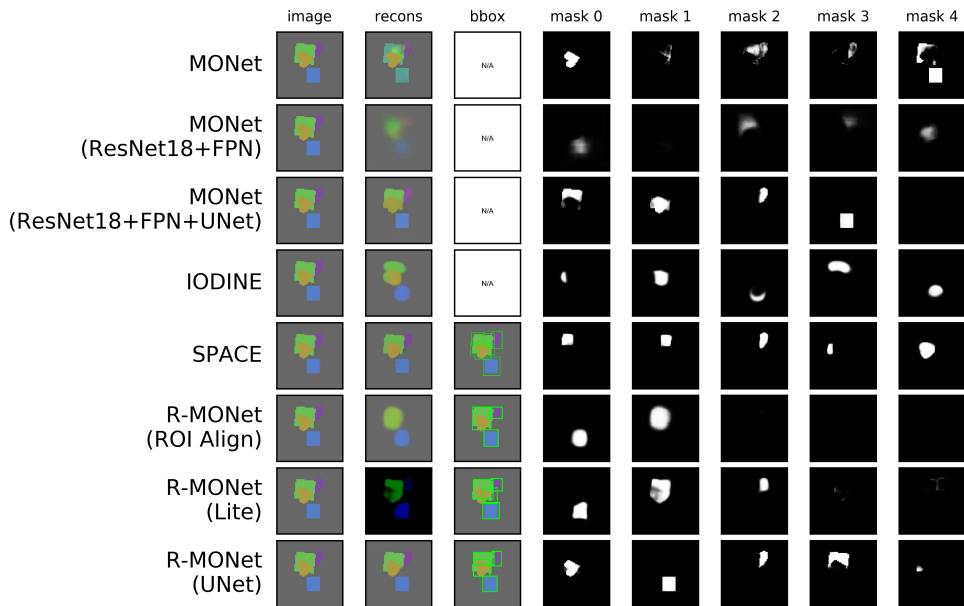 image recons bbox mask 0 mask 1 mask 2 mask 3 mask 4
MONet
N/A
MONet
(ResNet18+FPN)
N/A
MONet
(ResNet18+FPN+UNet)
N/A
IODINE
N/A
SPACE
R-MONet
(ROI Align)
R-MONet
(Lite)
R-MONet
(UNet)